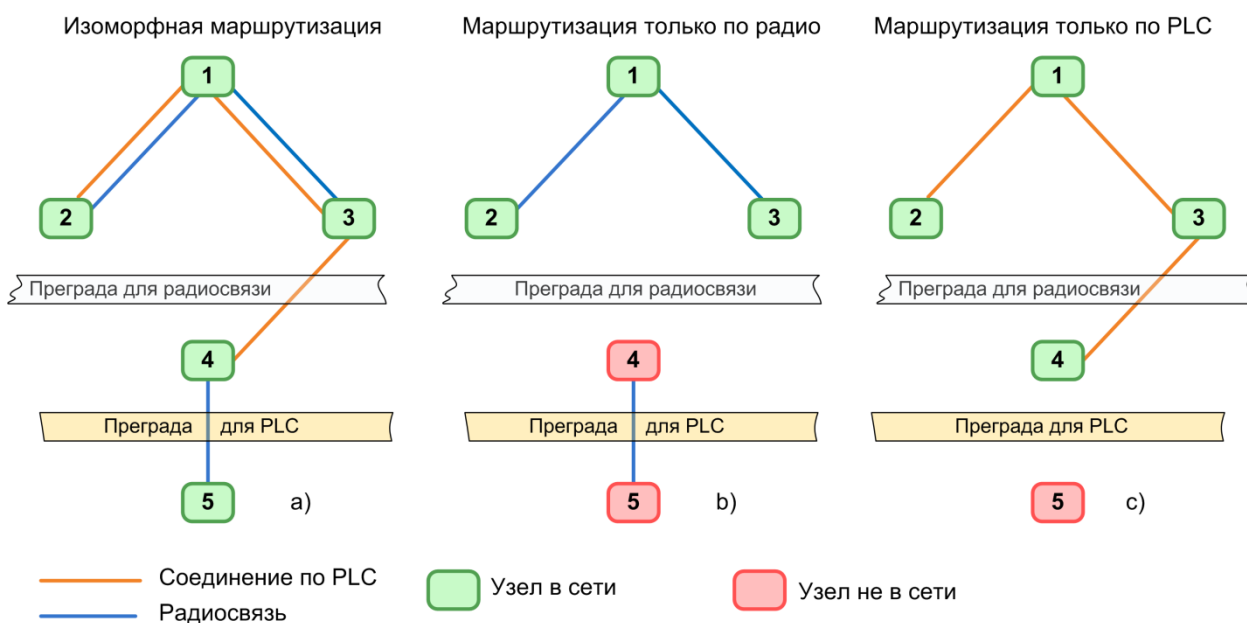 Изоморфная маршрутизация
Маршрутизация только по радио
Маршрутизация только по PLC
1
1
1
2
3
2
3
2
3
Преграда для радиосвязи
Преграда для радиосвязи
Преграда для радиосвязи
4
4
4
Преграда для PLC
Преграда для PLC
Преграда для PLC
5
a)
5
b)
5
c)
Соединение по PLC
Узел в сети
Узел не в сети
Радиосвязь